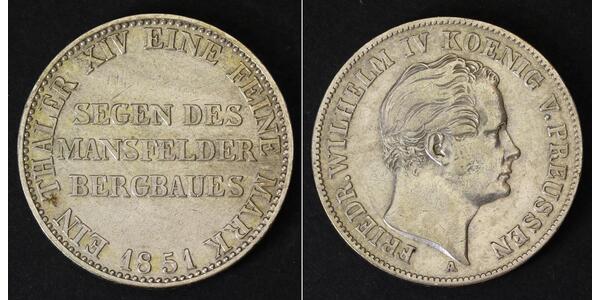 EIN THALER XIV EINE FEINE MARK
SEGEN DES
MANSFELDER
BERGBAUES
1851
FRIEDR. WILHELM IV KOENIG V. PREUSSEN
A